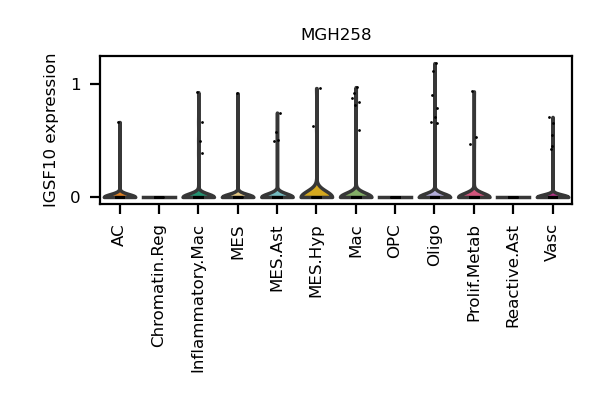 MGH258
IGSF10 expression
1
0
AC
Chromatin.Reg
Inflammatory.Mac
MES
MES.Ast
MES.Hyp
Mac
OPC
Oligo
Prolif.Metab
Reactive.Ast
Vasc